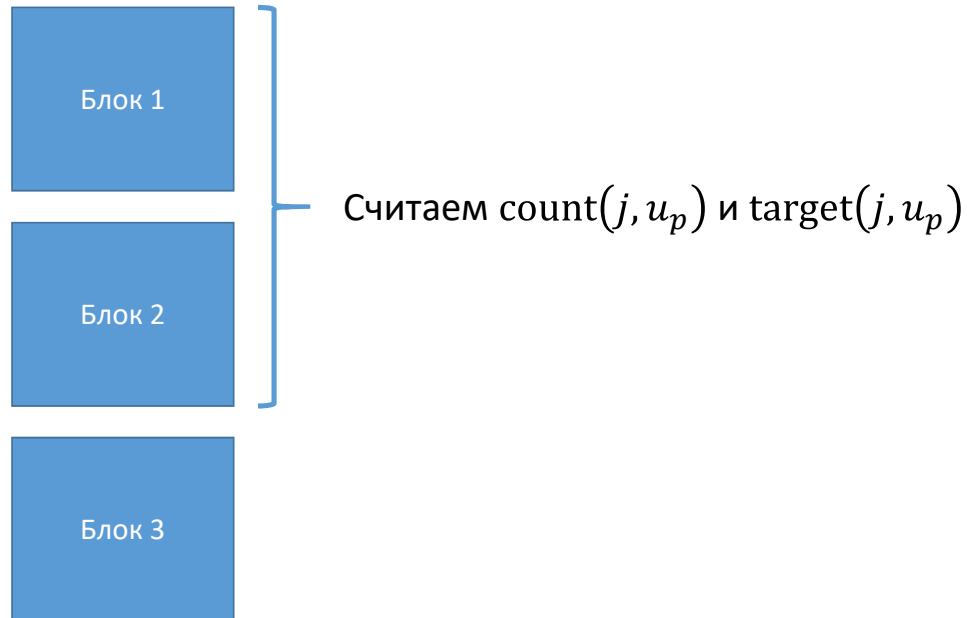 Блок 1
Считаем count(j, u_p) и target(j, u_p)
Блок 2
Блок 3